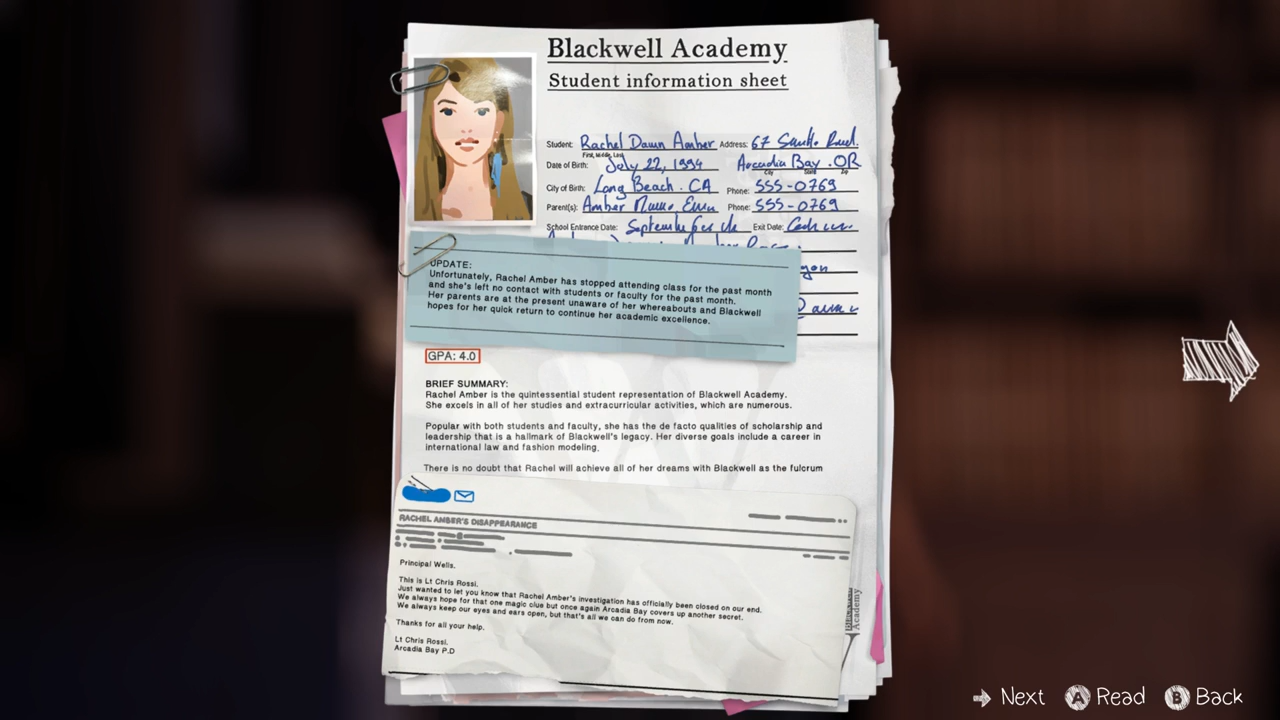 Blackwell Academy
Student information sheet
Student: Rachel Dawn Amber Address: 67 Blvd.
First, Middle, Last
Date of Birth: July 22, 1994 Arcadia Bay . OR
City State Zip
City of Birth: Long Beach . CA Phone: 555-0769
Parent(s): Amber Phone: 555-0769
School Entrance Date: September Exit Date:
UPDATE:
Unfortunately, Rachel Amber has stopped attending class for the past month
and she's left no contact with students or faculty for the past month.
Her parents are at the present unaware of her whereabouts and Blackwell
hopes for her quick return to continue her academic excellence.
GPA: 4.0
BRIEF SUMMARY:
Rachel Amber is the quintessential student representation of Blackwell Academy.
She excels in all of her studies and extracurricular activities, which are numerous.
Popular with both students and faculty, she has the de facto qualities of scholarship and
leadership that is a hallmark of Blackwell's legacy. Her diverse goals include a career in
international law and fashion modeling.
There is no doubt that Rachel will achieve all of her dreams with Blackwell as the fulcrum
RACHEL AMBER'S DISAPPEARANCE
Principal Wells.
This is Lt Chris Rossi.
Just wanted to let you know that Rachel Amber's investigation has officially been closed on our end.
We always hope for that one magic clue but once again Arcadia Bay covers up another secret.
We always keep our eyes and ears open, but that's all we can do from now.
Thanks for all your help.
Lt Chris Rossi.
Arcadia Bay P.D
Blackwell
Academy
Next A Read B Back